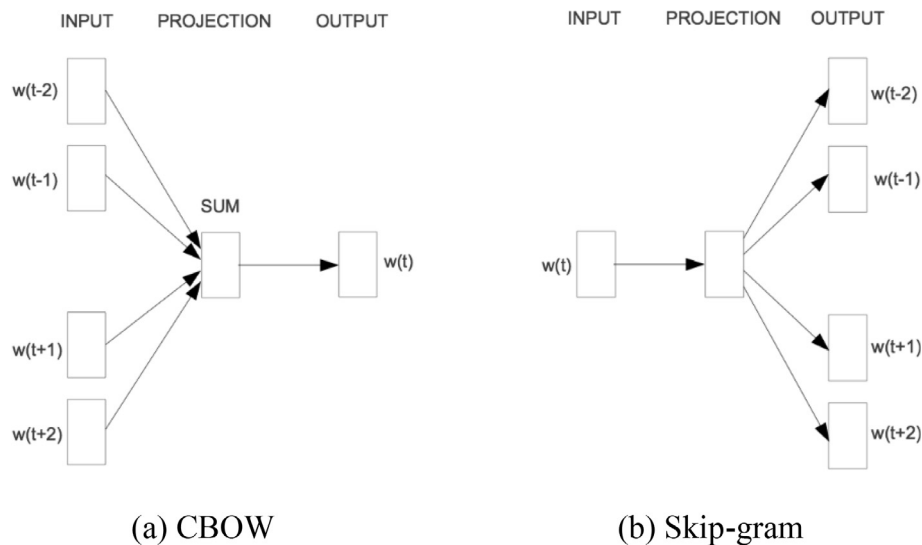 INPUT PROJECTION OUTPUT
w(t-2)
w(t-1)
SUM
w(t)
w(t+1)
w(t+2)
(a) CBOW
INPUT PROJECTION OUTPUT
w(t-2)
w(t-1)
w(t)
w(t+1)
w(t+2)
(b) Skip-gram